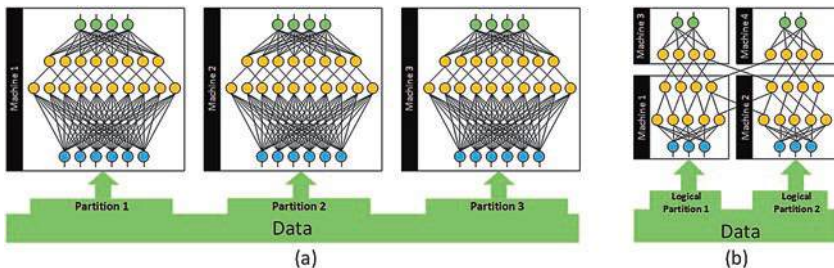 Machine 1
Machine 2
Machine 3
Partition 1
Partition 2
Partition 3
Data
(a)
Machine 3
Machine 4
Machine 1
Machine 2
Logical
Partition 1
Logical
Partition 2
Data
(b)